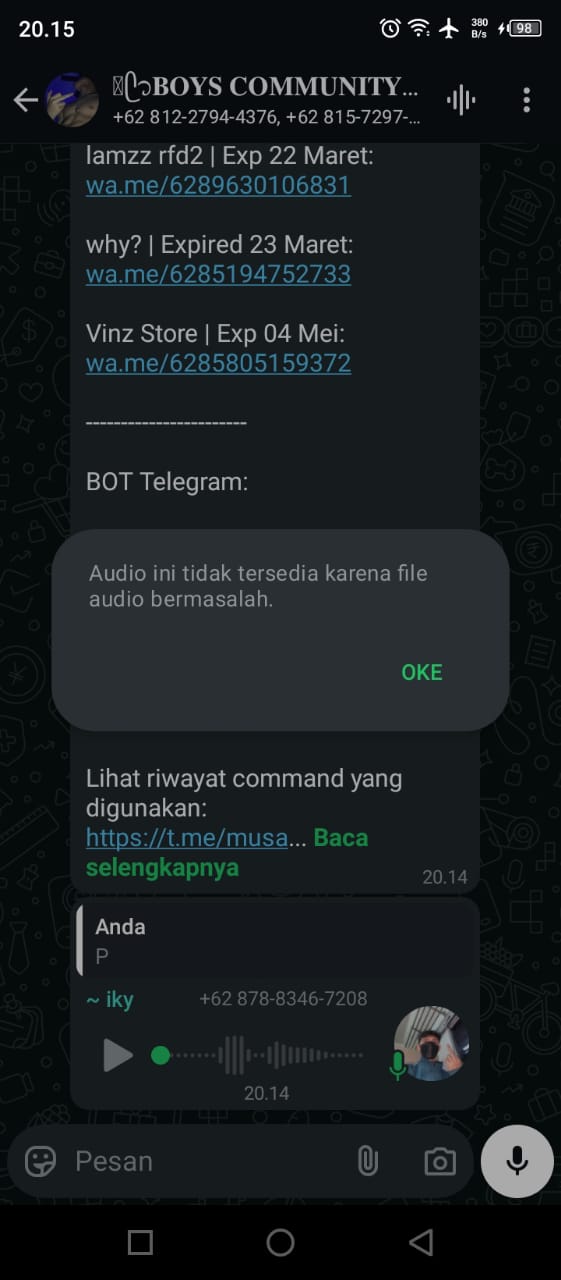 20.15
380
B/s
98
BOYS COMMUNITY...
+62 812-2794-4376, +62 815-7297-...
lamzz rfd2 | Exp 22 Maret:
wa.me/6289630106831
why? | Expired 23 Maret:
wa.me/6285194752733
Vinz Store | Exp 04 Mei:
wa.me/6285805159372
-----------------------
BOT Telegram:
Audio ini tidak tersedia karena file
audio bermasalah.
OKE
Lihat riwayat command yang
digunakan:
https://t.me/musa... Baca
selengkapnya
20.14
Anda
P
~ iky +62 878-8346-7208
20.14
Pesan